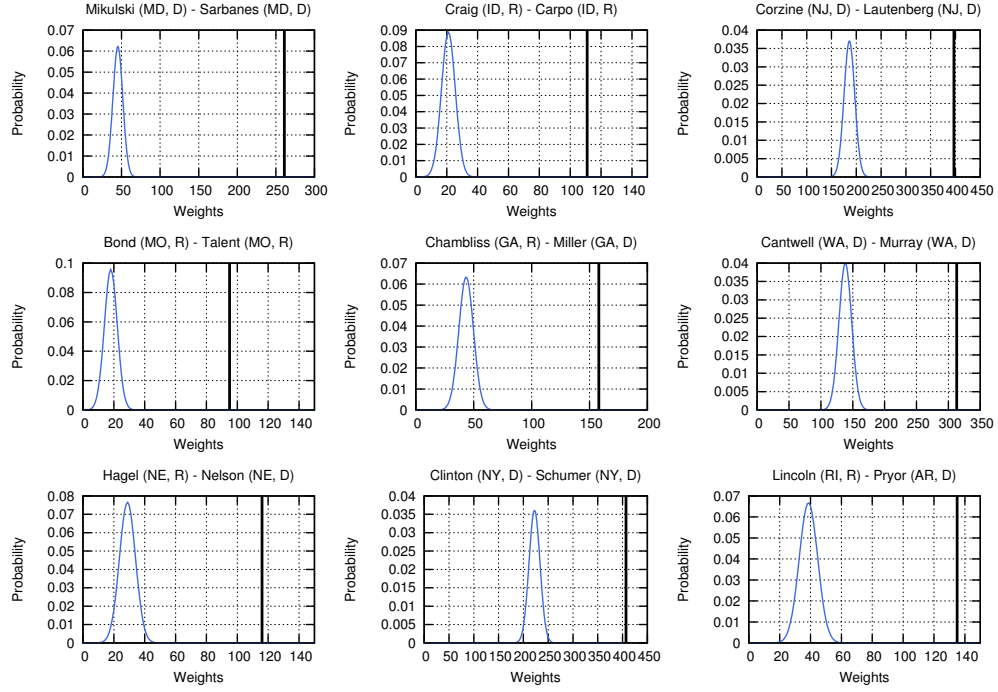 Mikulski (MD, D) - Sarbanes (MD, D)
Probability
0.07
0.06
0.05
0.04
0.03
0.02
0.01
0
0 50 100 150 200 250 300
Weights
Craig (ID, R) - Carpo (ID, R)
Probability
0.09
0.08
0.07
0.06
0.05
0.04
0.03
0.02
0.01
0
0 20 40 60 80 100 120 140
Weights
Corzine (NJ, D) - Lautenberg (NJ, D)
Probability
0.04
0.035
0.03
0.025
0.02
0.015
0.01
0.005
0
0 50 100 150 200 250 300 350 400 450
Weights
Bond (MO, R) - Talent (MO, R)
Probability
0.1
0.08
0.06
0.04
0.02
0
0 20 40 60 80 100 120 140
Weights
Chambliss (GA, R) - Miller (GA, D)
Probability
0.07
0.06
0.05
0.04
0.03
0.02
0.01
0
0 50 100 150 200
Weights
Cantwell (WA, D) - Murray (WA, D)
Probability
0.04
0.035
0.03
0.025
0.02
0.015
0.01
0.005
0
0 50 100 150 200 250 300 350
Weights
Hagel (NE, R) - Nelson (NE, D)
Probability
0.08
0.07
0.06
0.05
0.04
0.03
0.02
0.01
0
0 20 40 60 80 100 120 140
Weights
Clinton (NY, D) - Schumer (NY, D)
Probability
0.04
0.035
0.03
0.025
0.02
0.015
0.01
0.005
0
0 50 100 150 200 250 300 350 400 450
Weights
Lincoln (RI, R) - Pryor (AR, D)
Probability
0.07
0.06
0.05
0.04
0.03
0.02
0.01
0
0 20 40 60 80 100 120 140
Weights